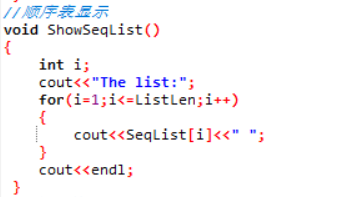 //顺序表显示
void ShowSeqList()
{
    int i;
    cout<<"The list:";
    for(i=1;i<=ListLen;i++)
    {
        cout<<SeqList[i]<<" ";
    }
    cout<<endl;
}